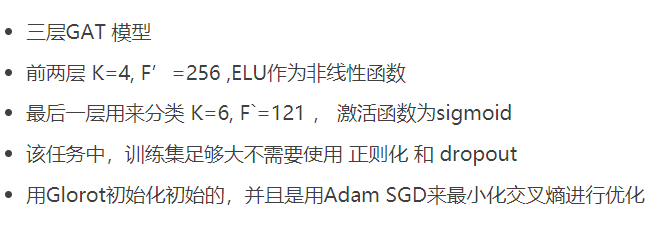 三层GAT 模型
前两层 K=4, F’ =256 ,ELU作为非线性函数
最后一层用来分类 K=6, F`=121 ， 激活函数为sigmoid
该任务中，训练集足够大不需要使用 正则化 和 dropout
用Glorot初始化初始的，并且是用Adam SGD来最小化交叉熵进行优化